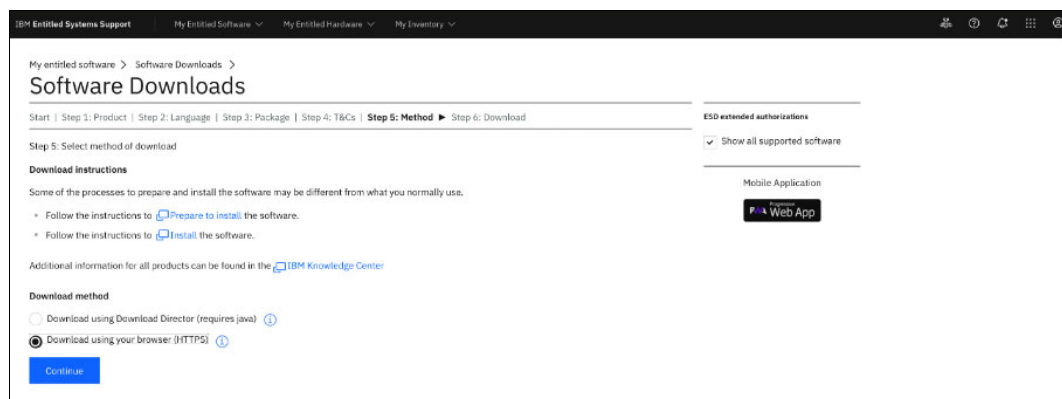 IBM Entitled Systems Support My Entitled Software My Entitled Hardware My Inventory
My entitled software > Software Downloads >
Software Downloads
Start | Step 1: Product | Step 2: Language | Step 3: Package | Step 4: T&Cs | Step 5: Method ► Step 6: Download
Step 5: Select method of download
Download instructions
Some of the processes to prepare and install the software may be different from what you normally use.
Follow the instructions to Prepare to install the software.
Follow the instructions to Install the software.
Additional information for all products can be found in the IBM Knowledge Center
Download method
Download using Download Director (requires java)
Download using your browser (HTTPS)
Continue
ESD extended authorizations
Show all supported software
Mobile Application
PWA Progressive
Web App